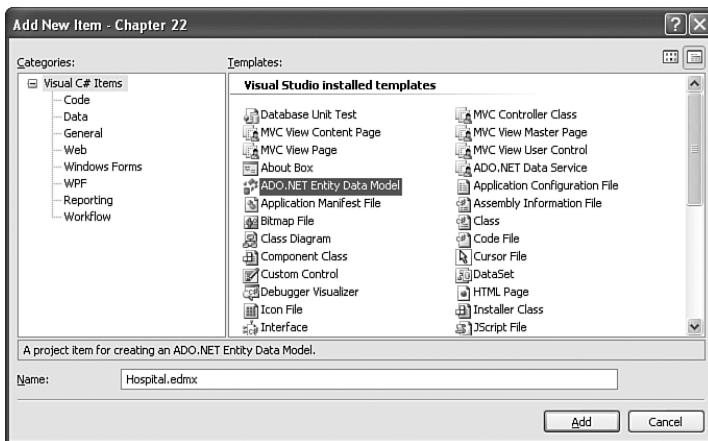 Add New Item - Chapter 22
Categories:
Templates:
Visual C# Items
Code
Data
General
Web
Windows Forms
WPF
Reporting
Workflow
Visual Studio installed templates
Database Unit Test
MVC View Content Page
MVC View Page
About Box
ADO.NET Entity Data Model
Application Manifest File
Bitmap File
Class Diagram
Component Class
Custom Control
Debugger Visualizer
Icon File
Interface
MVC Controller Class
MVC View Master Page
MVC View User Control
ADO.NET Data Service
Application Configuration File
Assembly Information File
Class
Code File
Cursor File
DataSet
HTML Page
Installer Class
JScript File
A project item for creating an ADO.NET Entity Data Model.
Name:
Hospital.edmx
Add
Cancel